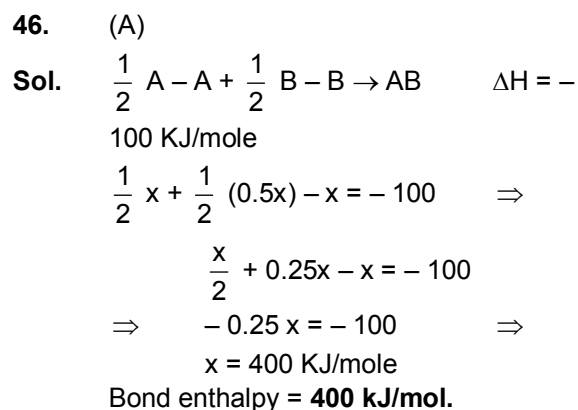 46. (A)
Sol. 1/2 A – A + 1/2 B – B → AB ΔH = –
100 KJ/mole
1/2 x + 1/2 (0.5x) – x = – 100 ⇒
x/2 + 0.25x – x = – 100
⇒ – 0.25 x = – 100 ⇒
x = 400 KJ/mole
Bond enthalpy = 400 kJ/mol.